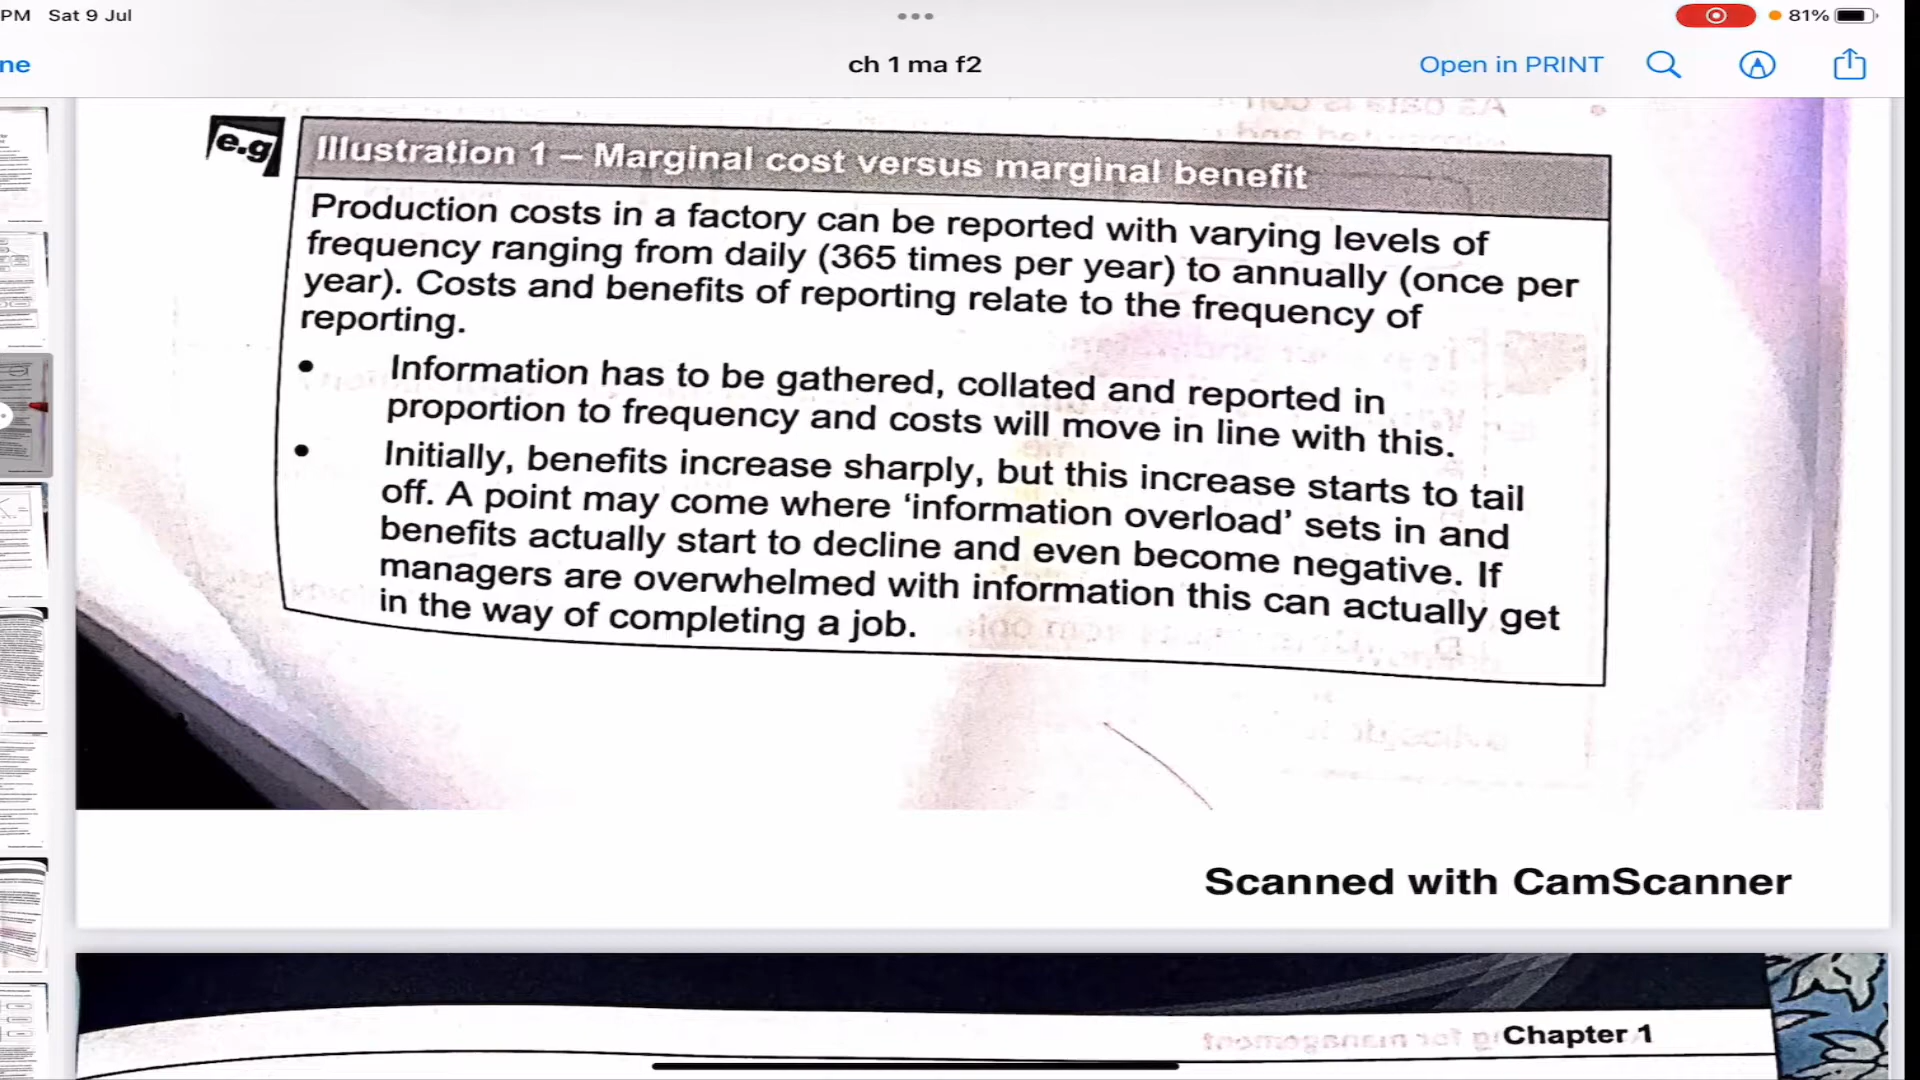 PM Sat 9 Jul
81%
ne
ch 1 ma f2
Open in PRINT
e.g
Illustration 1 – Marginal cost versus marginal benefit
Production costs in a factory can be reported with varying levels of
frequency ranging from daily (365 times per year) to annually (once per
year). Costs and benefits of reporting relate to the frequency of
reporting.
• Information has to be gathered, collated and reported in
proportion to frequency and costs will move in line with this.
• Initially, benefits increase sharply, but this increase starts to tail
off. A point may come where ‘information overload’ sets in and
benefits actually start to decline and even become negative. If
managers are overwhelmed with information this can actually get
in the way of completing a job.
Scanned with CamScanner
Chapter 1